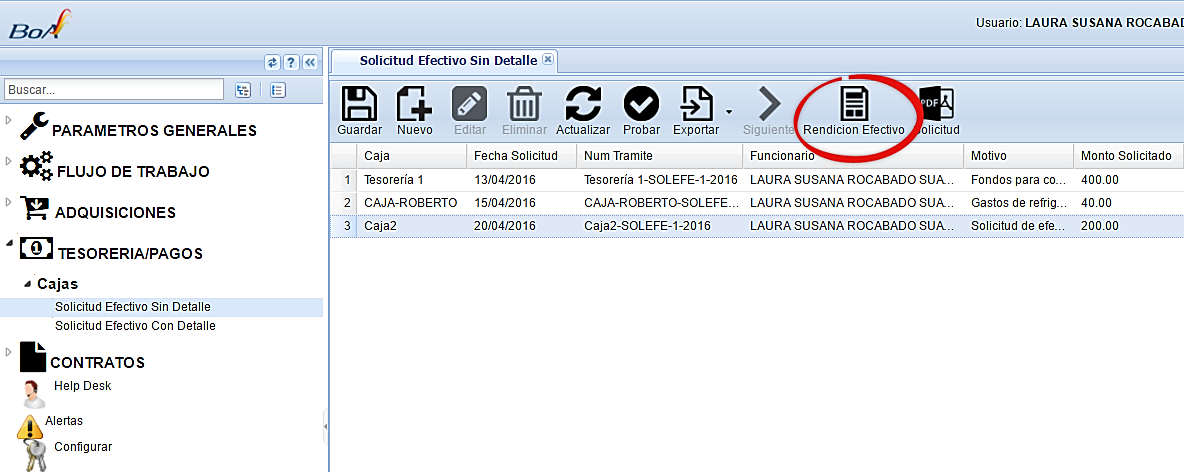 BoA
Usuario: LAURA SUSANA ROCABAD
Solicitud Efectivo Sin Detalle
Buscar...
Guardar Nuevo Editar Eliminar Actualizar Probar Exportar Siguiente Rendicion Efectivo PDF Solicitud
PARAMETROS GENERALES
FLUJO DE TRABAJO
ADQUISICIONES
TESORERIA/PAGOS
Cajas
Solicitud Efectivo Sin Detalle
Solicitud Efectivo Con Detalle
CONTRATOS
Help Desk
Alertas
Configurar
Caja Fecha Solicitud Num Tramite Funcionario Motivo Monto Solicitado
1 Tesorería 1 13/04/2016 Tesorería 1-SOLEFE-1-2016 LAURA SUSANA ROCABADO SUA... Fondos para co... 400.00
2 CAJA-ROBERTO 15/04/2016 CAJA-ROBERTO-SOLEFE... LAURA SUSANA ROCABADO SUA... Gastos de refrig... 40.00
3 Caja2 20/04/2016 Caja2-SOLEFE-1-2016 LAURA SUSANA ROCABADO SUA... Solicitud de efe... 200.00